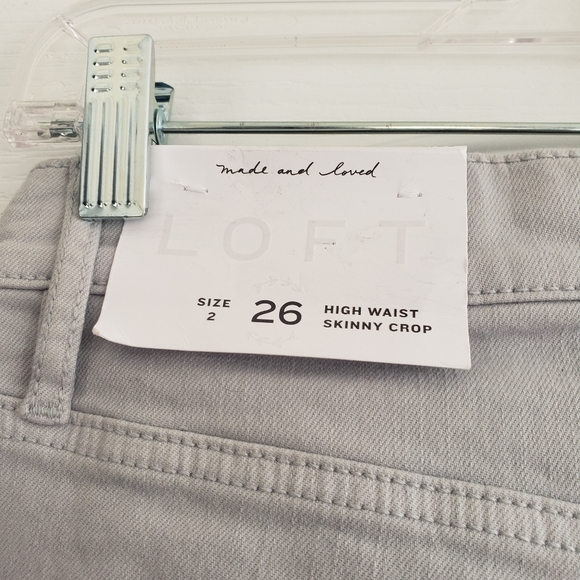 made and loved
LOFT
SIZE 2 26 HIGH WAIST SKINNY CROP